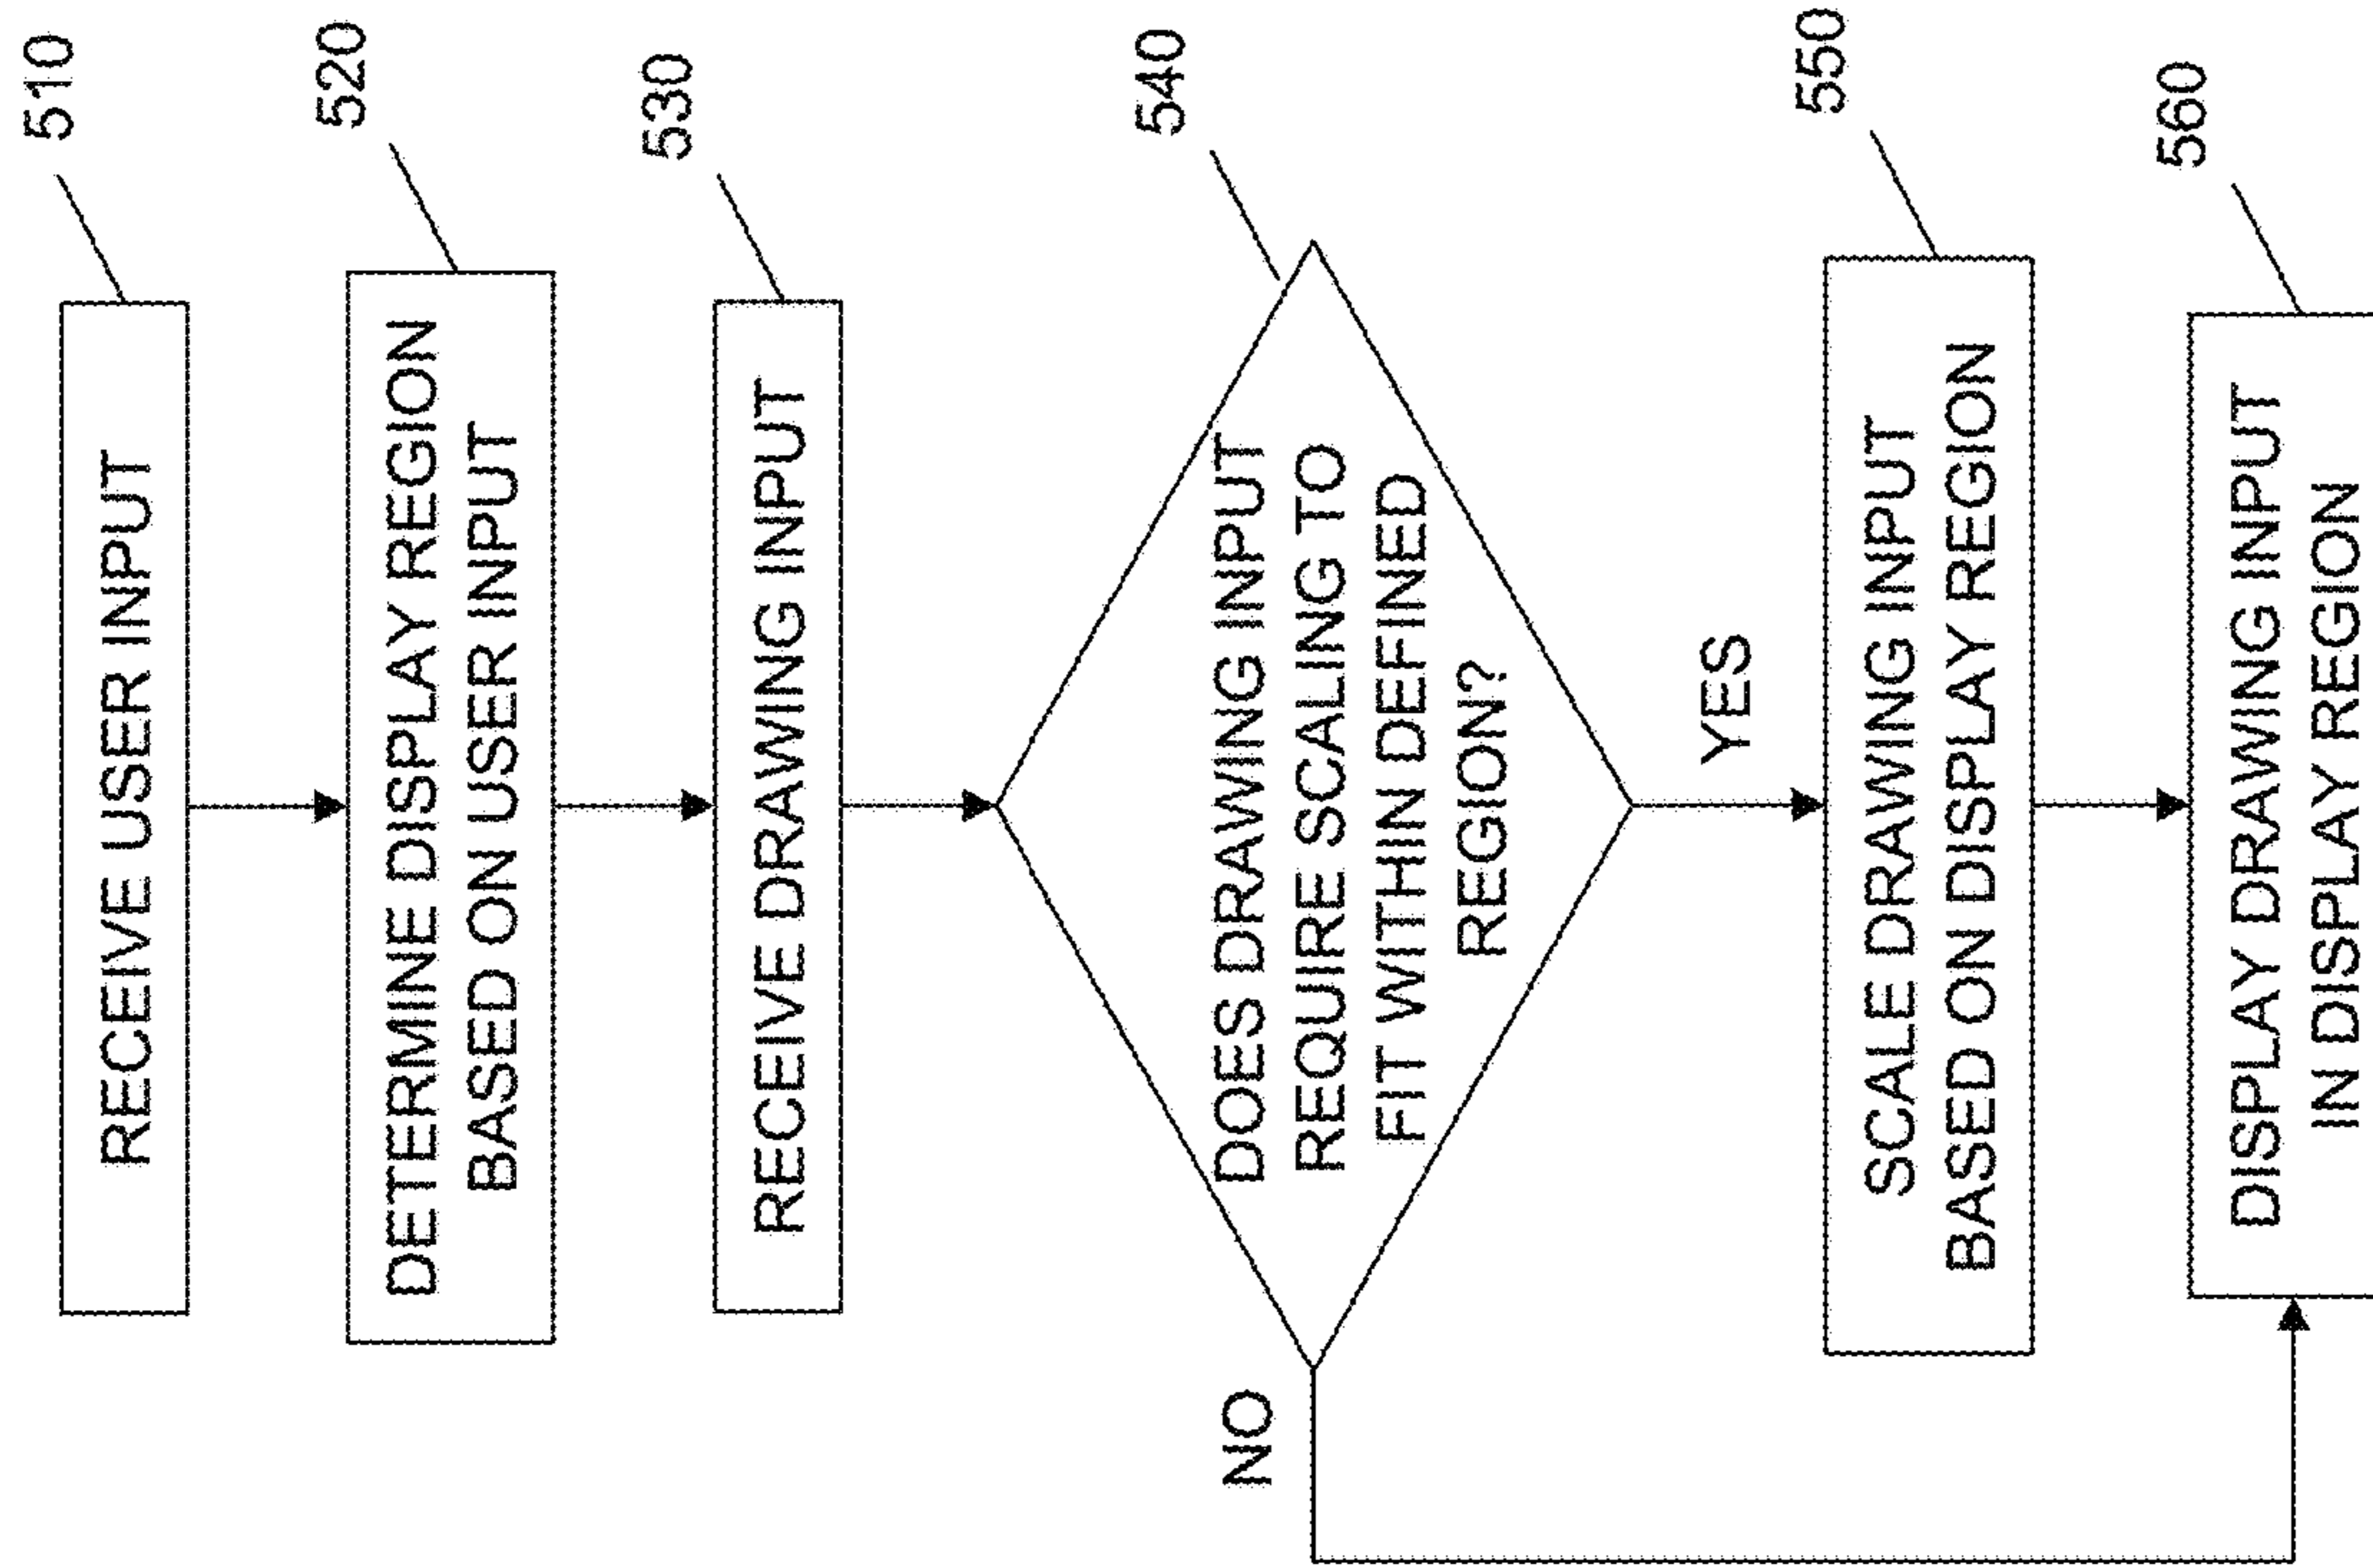 510
RECEIVE USER INPUT
520
DETERMINE DISPLAY REGION
BASED ON USER INPUT
530
RECEIVE DRAWING INPUT
540
DOES DRAWING INPUT
REQUIRE SCALING TO
FIT WITHIN DEFINED
REGION?
NO
YES
550
SCALE DRAWING INPUT
BASED ON DISPLAY REGION
560
DISPLAY DRAWING INPUT
IN DISPLAY REGION